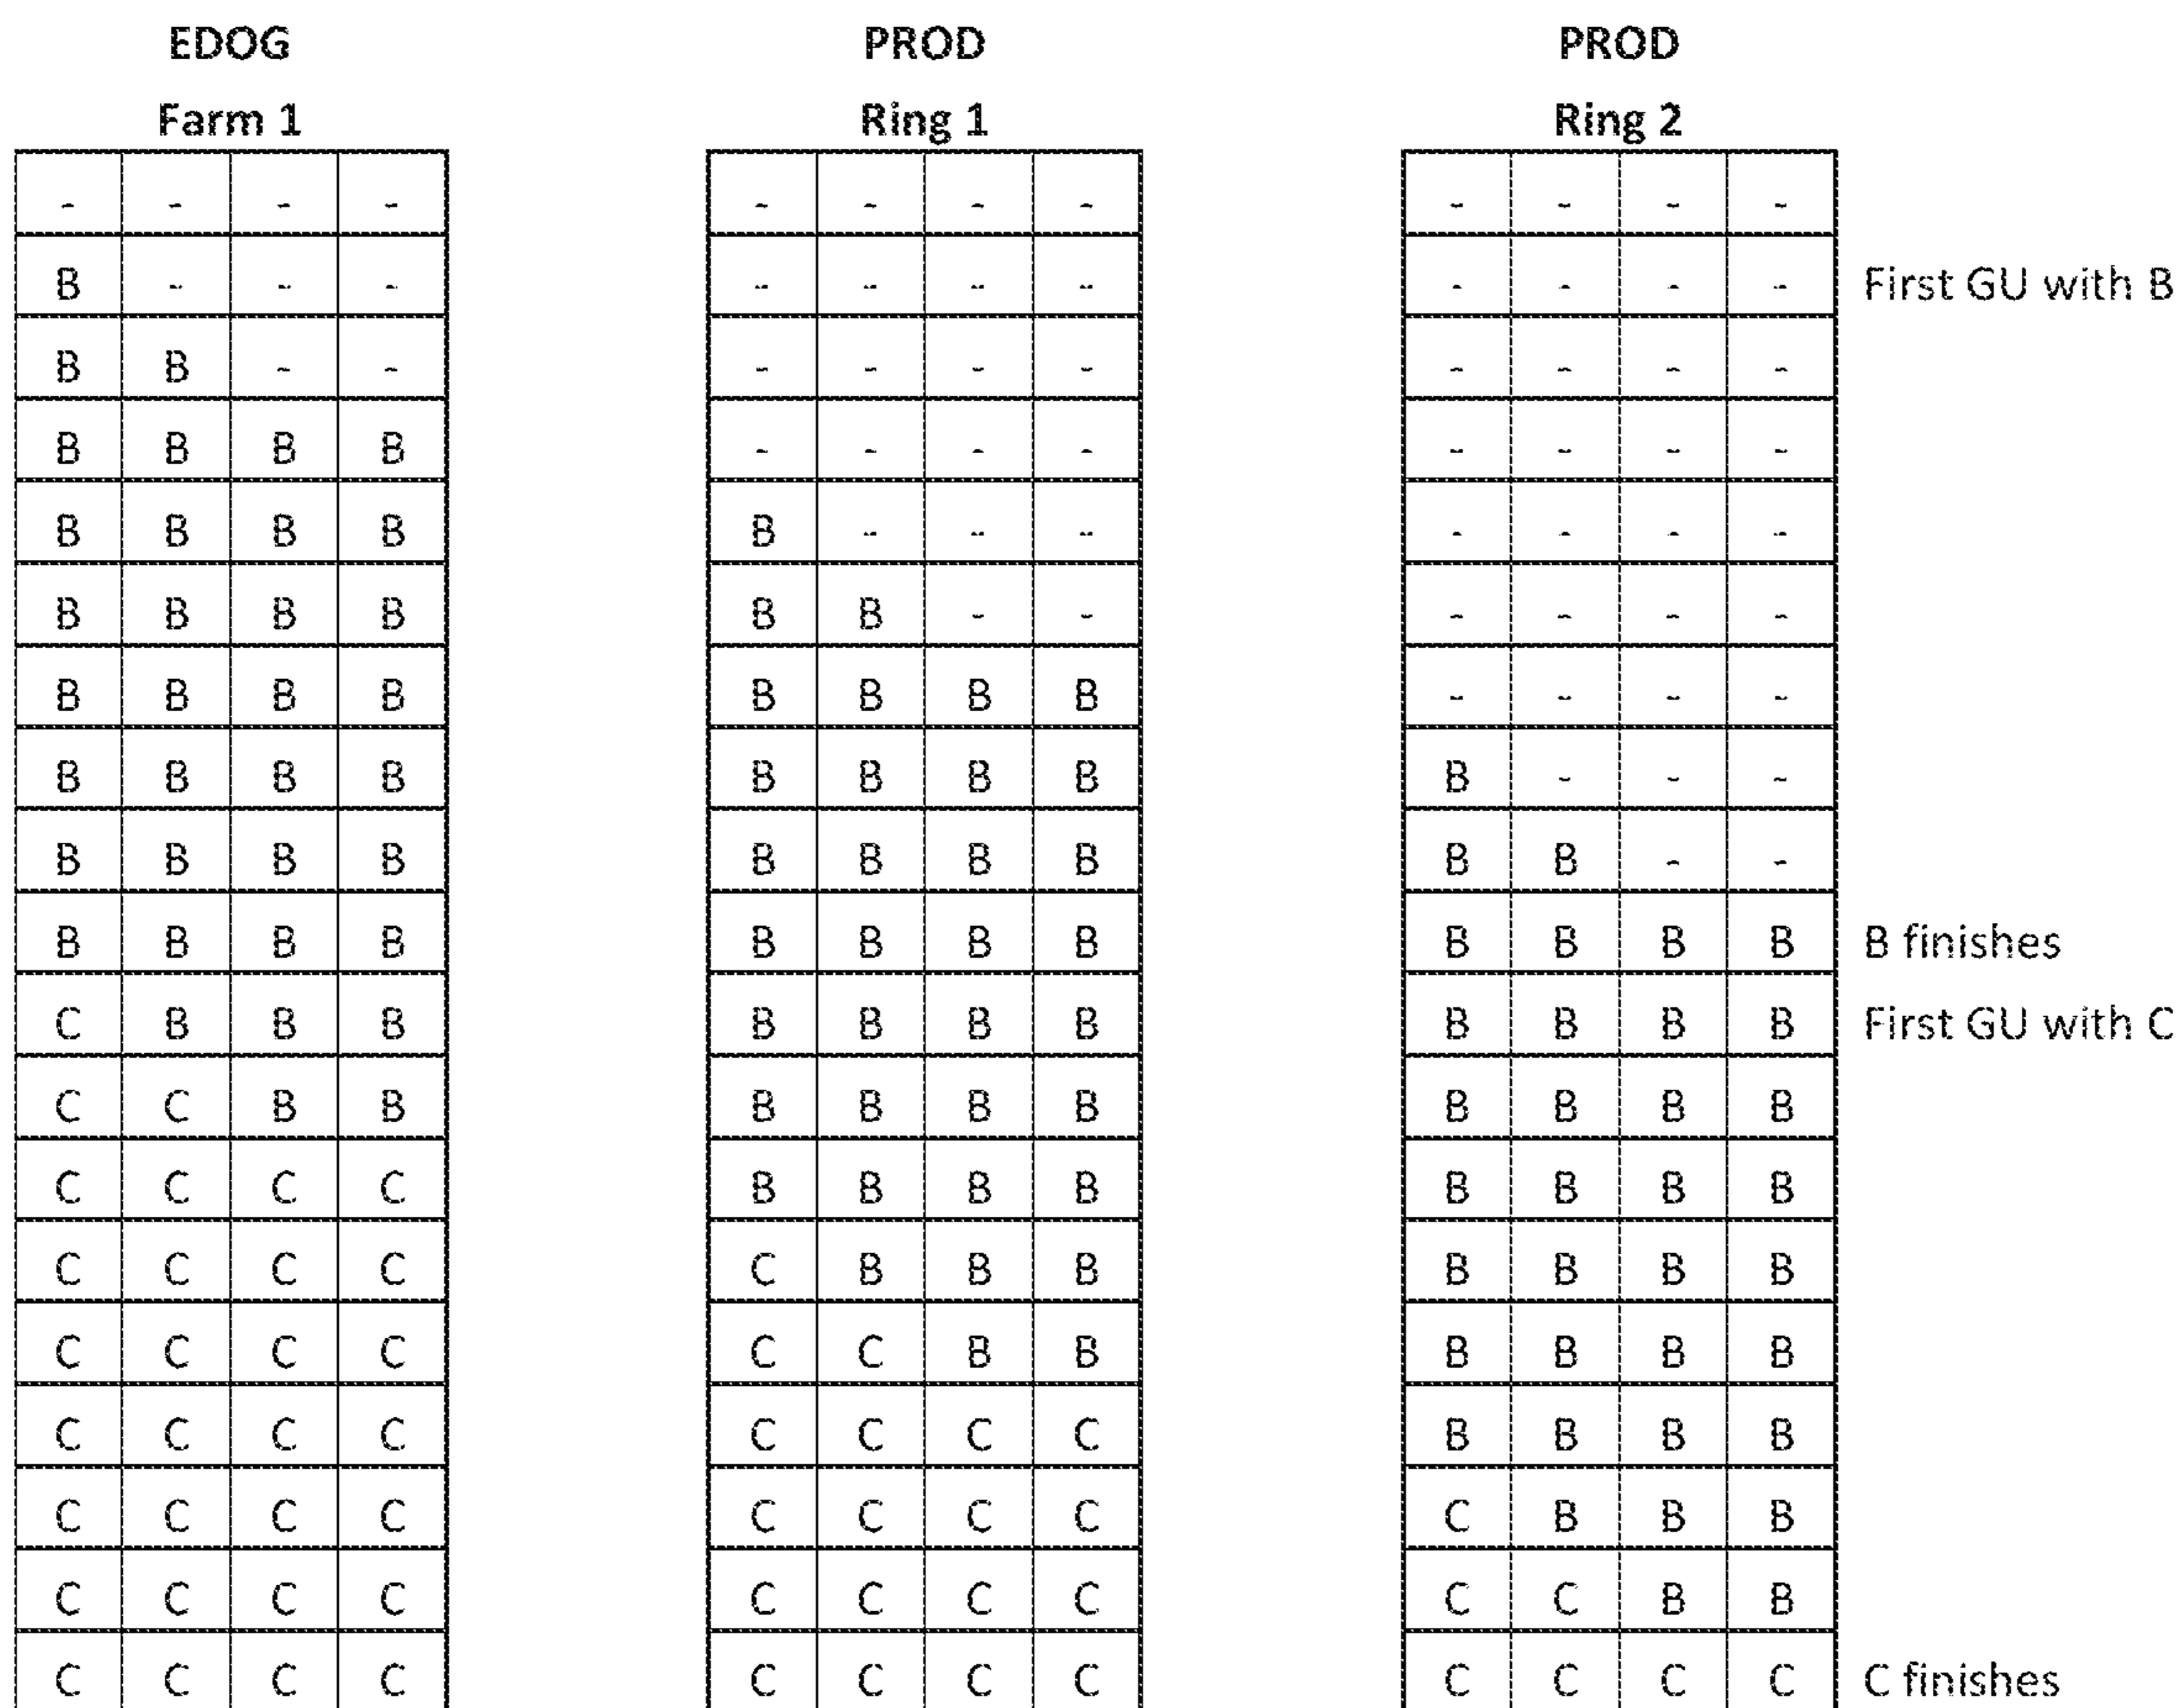 EDOG PROD PROD
Farm 1 Ring 1 Ring 2
- - - - - - - - - - - -
B - - - - - - - - - - - First GU with B
B B - - - - - - - - - -
B B B B - - - - - - - -
B B B B B - - - - - - -
B B B B B B - - - - - -
B B B B B B B B - - - -
B B B B B B B B B - - -
B B B B B B B B B B - -
B B B B B B B B B B B B B finishes
C B B B B B B B B B B B First GU with C
C C B B B B B B B B B B
C C C C B B B B B B B B
C C C C C B B B B B B B
C C C C C C B B B B B B
C C C C C C C C B B B B
C C C C C C C C C B B B
C C C C C C C C C C B B
C C C C C C C C C C C C C finishes